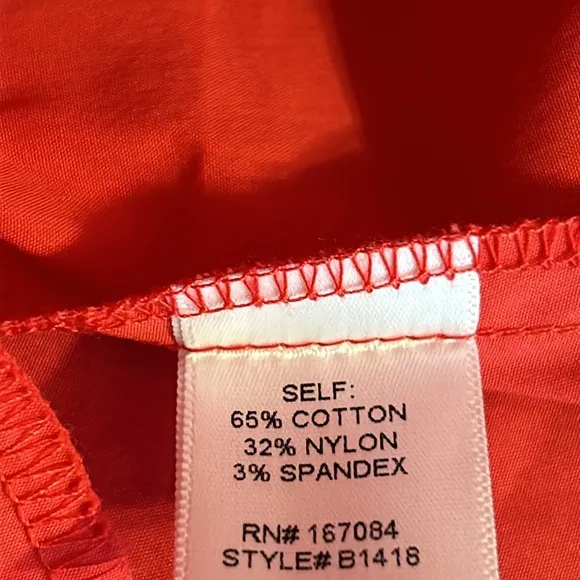 SELF:
65% COTTON
32% NYLON
3% SPANDEX
RN# 167084
STYLE# B1418